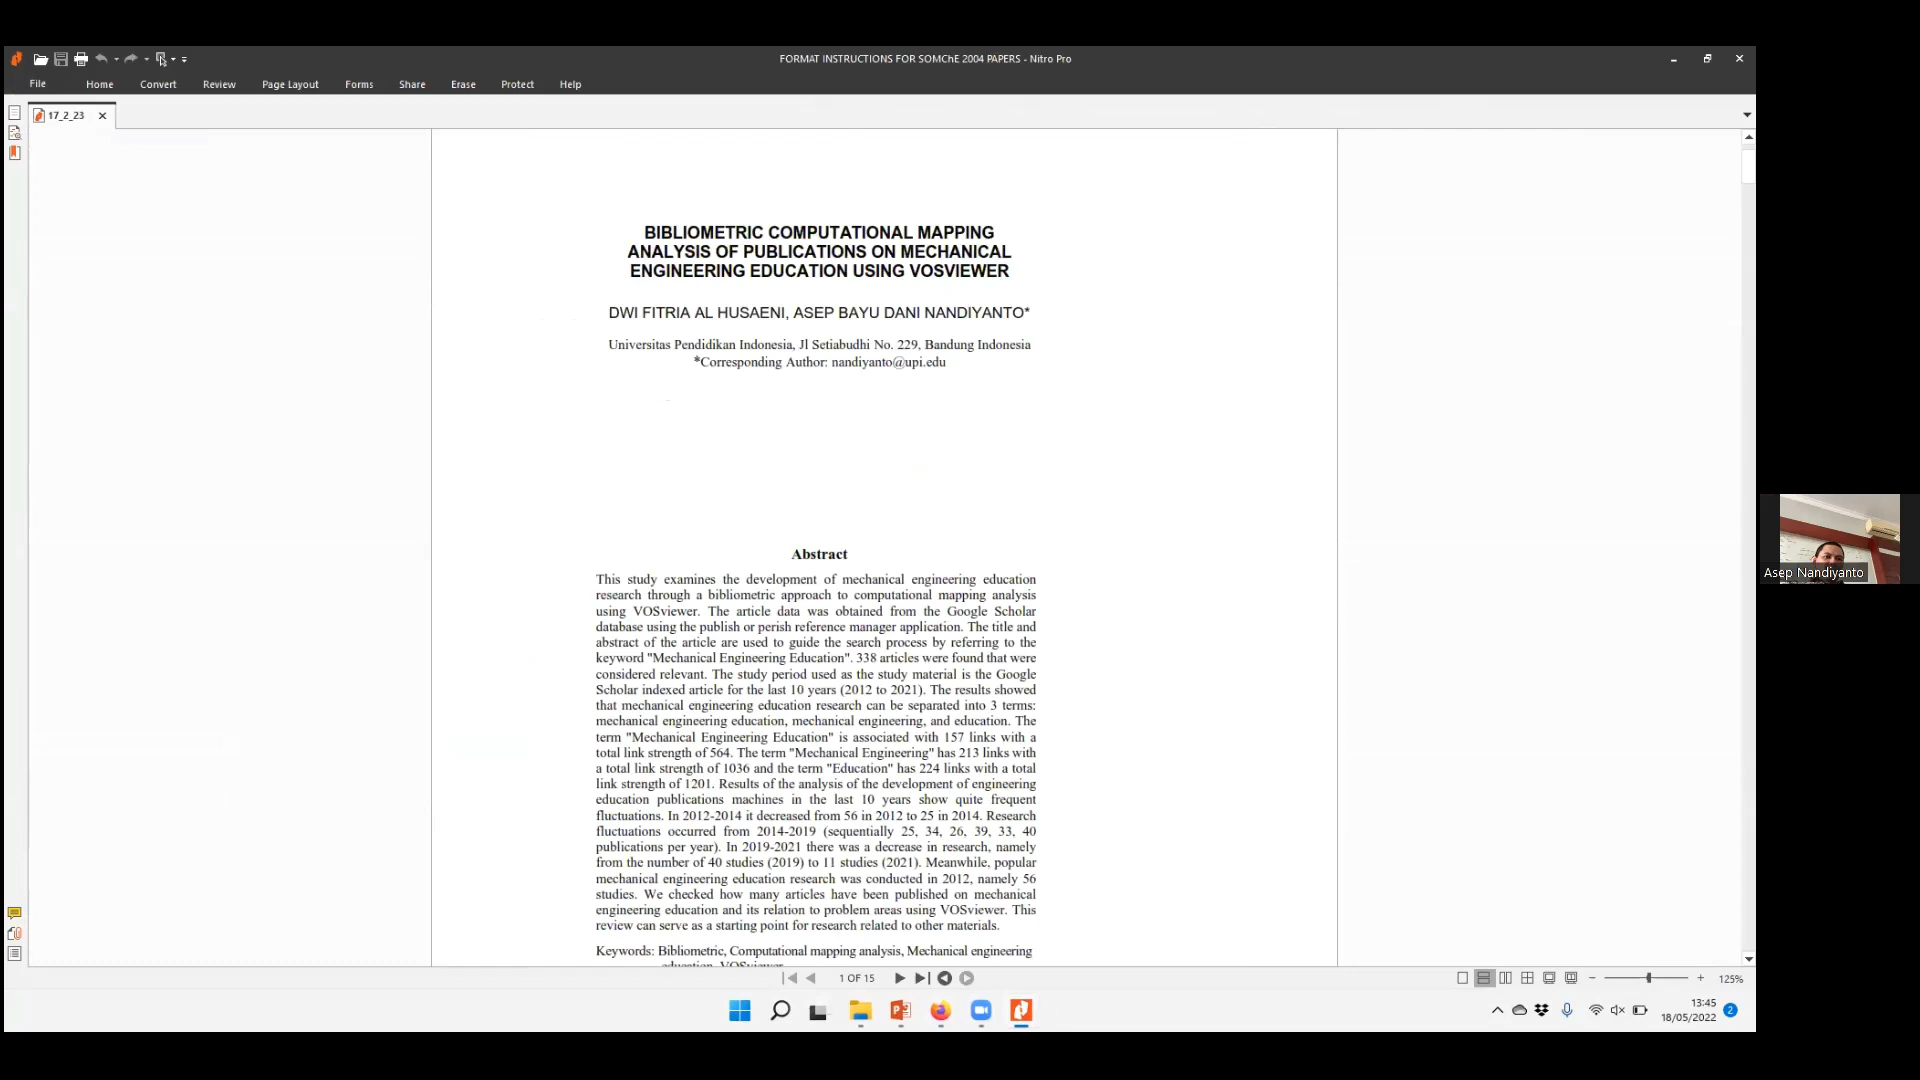 FORMAT INSTRUCTIONS FOR SOMChE 2004 PAPERS - Nitro Pro
File Home Convert Review Page Layout Forms Share Erase Protect Help
17_2_23
BIBLIOMETRIC COMPUTATIONAL MAPPING
ANALYSIS OF PUBLICATIONS ON MECHANICAL
ENGINEERING EDUCATION USING VOSVIEWER
DWI FITRIA AL HUSAENI, ASEP BAYU DANI NANDIYANTO*
Universitas Pendidikan Indonesia, Jl Setiabudhi No. 229, Bandung Indonesia
*Corresponding Author: nandiyanto@upi.edu
Abstract
This study examines the development of mechanical engineering education
research through a bibliometric approach to computational mapping analysis
using VOSviewer. The article data was obtained from the Google Scholar
database using the publish or perish reference manager application. The title and
abstract of the article are used to guide the search process by referring to the
keyword "Mechanical Engineering Education". 338 articles were found that were
considered relevant. The study period used as the study material is the Google
Scholar indexed article for the last 10 years (2012 to 2021). The results showed
that mechanical engineering education research can be separated into 3 terms:
mechanical engineering education, mechanical engineering, and education. The
term "Mechanical Engineering Education" is associated with 157 links with a
total link strength of 564. The term "Mechanical Engineering" has 213 links with
a total link strength of 1036 and the term "Education" has 224 links with a total
link strength of 1201. Results of the analysis of the development of engineering
education publications machines in the last 10 years show quite frequent
fluctuations. In 2012-2014 it decreased from 56 in 2012 to 25 in 2014. Research
fluctuations occurred from 2014-2019 (sequentially 25, 34, 26, 39, 33, 40
publications per year). In 2019-2021 there was a decrease in research, namely
from the number of 40 studies (2019) to 11 studies (2021). Meanwhile, popular
mechanical engineering education research was conducted in 2012, namely 56
studies. We checked how many articles have been published on mechanical
engineering education and its relation to problem areas using VOSviewer. This
review can serve as a starting point for research related to other materials.
Keywords: Bibliometric, Computational mapping analysis, Mechanical engineering
education, VOSviewer
Asep Nandiyanto
1 OF 15
125%
13:45
18/05/2022
2